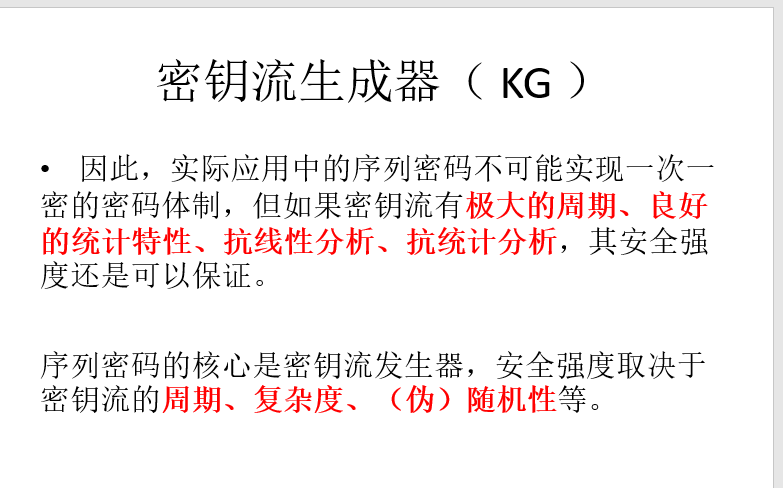 密钥流生成器（ KG ）
• 因此，实际应用中的序列密码不可能实现一次一
密的密码体制，但如果密钥流有极大的周期、良好
的统计特性、抗线性分析、抗统计分析，其安全强
度还是可以保证。
序列密码的核心是密钥流发生器，安全强度取决于
密钥流的周期、复杂度、（伪）随机性等。